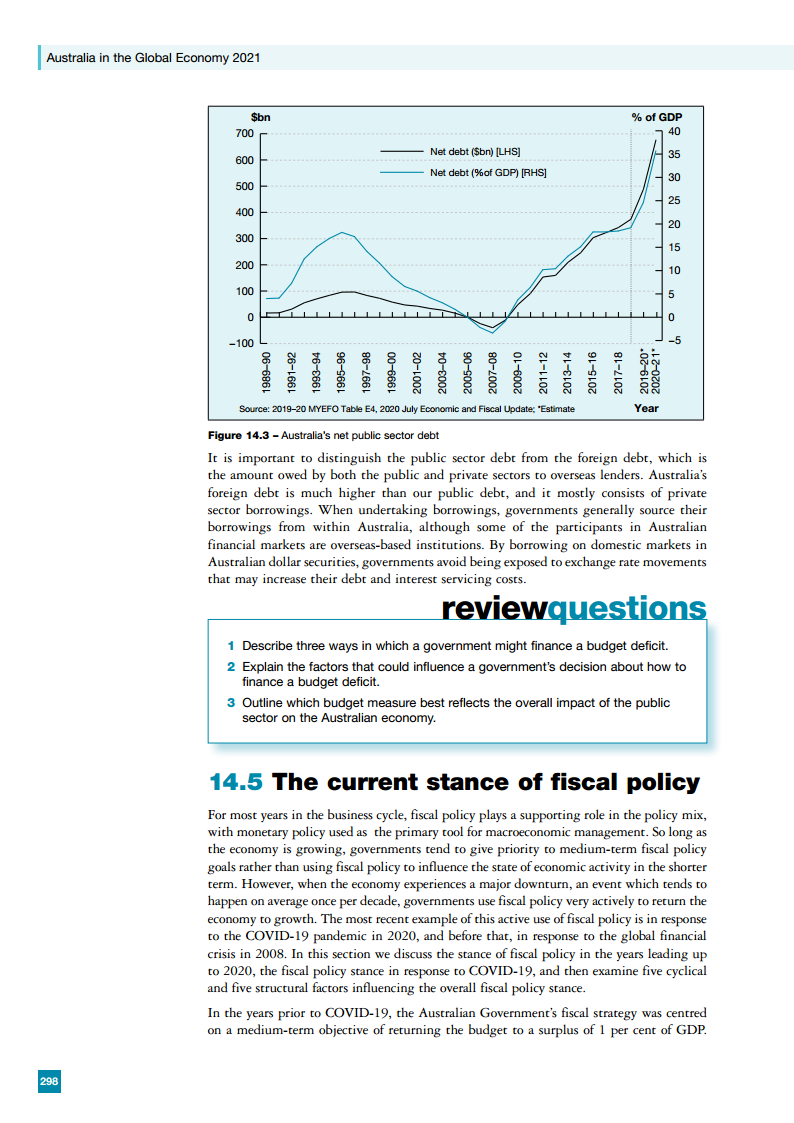 Australia in the Global Economy 2021
$bn
% of GDP
700
600
500
400
300
200
100
0
–100
40
35
30
25
20
15
10
5
0
–5
Net debt ($bn) [LHS]
Net debt (%of GDP) [RHS]
1989–90
1991–92
1993–94
1995–96
1997–98
1999–00
2001–02
2003–04
2005–06
2007–08
2009–10
2011–12
2013–14
2015–16
2017–18
2019–20*
2020–21*
Source: 2019–20 MYEFO Table E4, 2020 July Economic and Fiscal Update; *Estimate
Year
Figure 14.3 – Australia's net public sector debt
It is important to distinguish the public sector debt from the foreign debt, which is
the amount owed by both the public and private sectors to overseas lenders. Australia's
foreign debt is much higher than our public debt, and it mostly consists of private
sector borrowings. When undertaking borrowings, governments generally source their
borrowings from within Australia, although some of the participants in Australian
financial markets are overseas-based institutions. By borrowing on domestic markets in
Australian dollar securities, governments avoid being exposed to exchange rate movements
that may increase their debt and interest servicing costs.
reviewquestions
1 Describe three ways in which a government might finance a budget deficit.
2 Explain the factors that could influence a government's decision about how to
finance a budget deficit.
3 Outline which budget measure best reflects the overall impact of the public
sector on the Australian economy.
14.5 The current stance of fiscal policy
For most years in the business cycle, fiscal policy plays a supporting role in the policy mix,
with monetary policy used as the primary tool for macroeconomic management. So long as
the economy is growing, governments tend to give priority to medium-term fiscal policy
goals rather than using fiscal policy to influence the state of economic activity in the shorter
term. However, when the economy experiences a major downturn, an event which tends to
happen on average once per decade, governments use fiscal policy very actively to return the
economy to growth. The most recent example of this active use of fiscal policy is in response
to the COVID-19 pandemic in 2020, and before that, in response to the global financial
crisis in 2008. In this section we discuss the stance of fiscal policy in the years leading up
to 2020, the fiscal policy stance in response to COVID-19, and then examine five cyclical
and five structural factors influencing the overall fiscal policy stance.
In the years prior to COVID-19, the Australian Government's fiscal strategy was centred
on a medium-term objective of returning the budget to a surplus of 1 per cent of GDP.
298